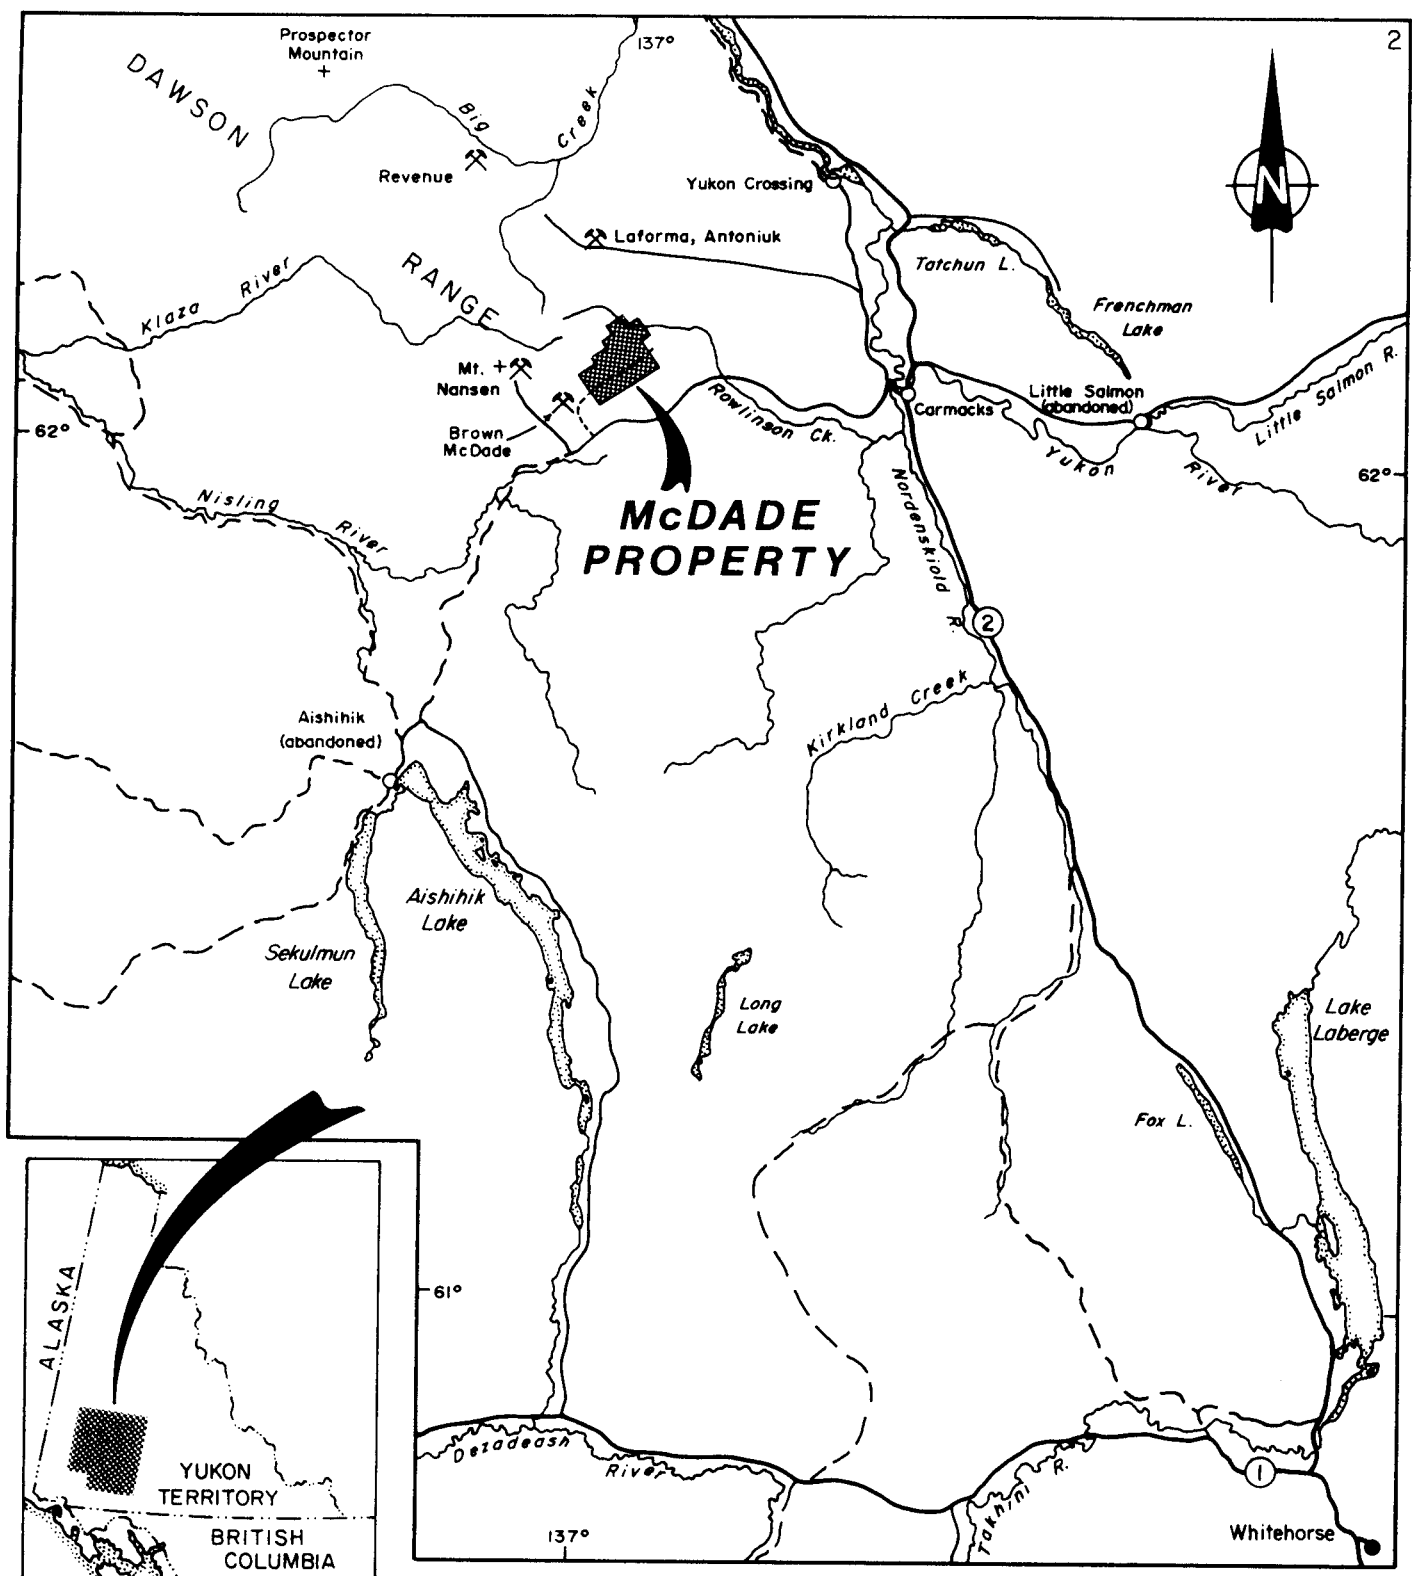 2
137°
Prospector
Mountain
DAWSON
RANGE
Big
Creek
Revenue
Yukon Crossing
N
Laforma, Antoniuk
Tatchun L.
Klaza River
Frenchman
Lake
Mt.
Nansen
Rowlinson Ck.
Carmacks
Little Salmon
(abandoned)
Little Salmon R.
62°
Brown
McDade
Yukon River
62°
Nisling River
McDADE
PROPERTY
Nordenskiold R.
2
Kirkland Creek
Aishihik
(abandoned)
Aishihik
Lake
Sekulmun
Lake
Long
Lake
Lake
Laberge
Fox L.
61°
ALASKA
YUKON
TERRITORY
BRITISH
COLUMBIA
Dezadeash River
Takhini R.
1
137°
Whitehorse